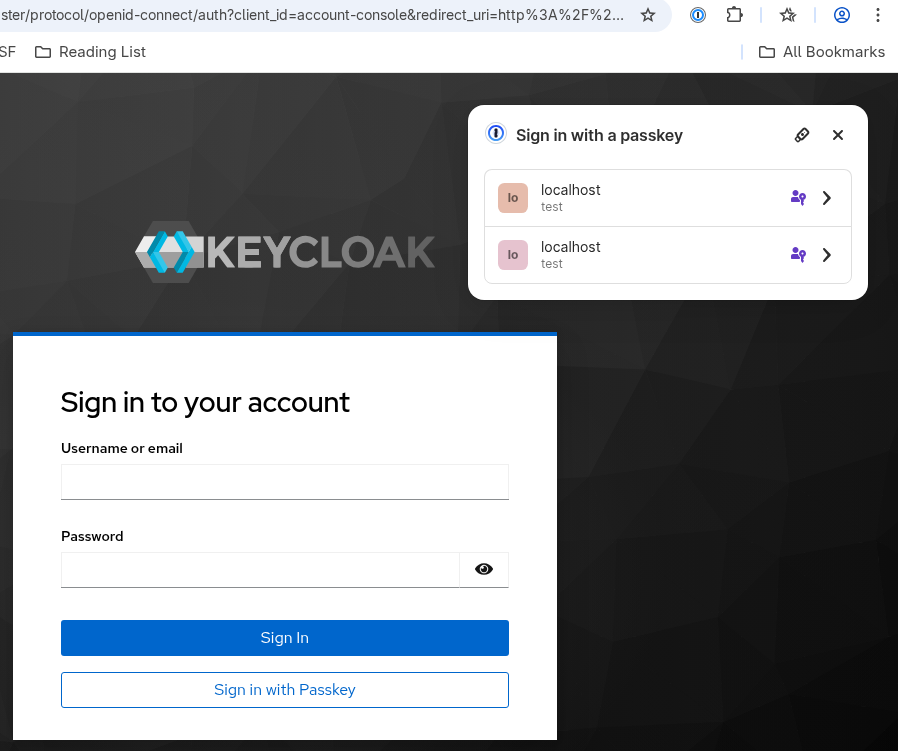 ster/protocol/openid-connect/auth?client_id=account-console&redirect_uri=http%3A%2F%2...
SF Reading List All Bookmarks
Sign in with a passkey
lo localhost
test
lo localhost
test
KEYCLOAK
Sign in to your account
Username or email
Password
Sign In
Sign in with Passkey